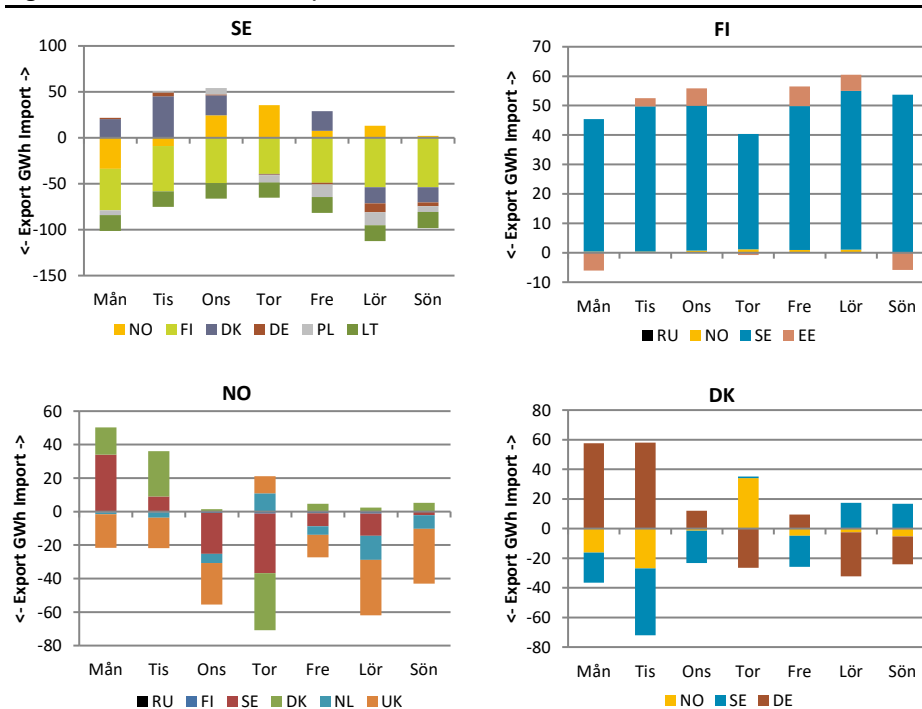 SE
<- Export GWh Import ->
100
50
0
-50
-100
-150
Mån Tis Ons Tor Fre Lör Sön
NO FI DK DE PL LT
FI
<- Export GWh Import ->
70
60
50
40
30
20
10
0
-10
Mån Tis Ons Tor Fre Lör Sön
RU NO SE EE
NO
<- Export GWh Import ->
60
40
20
0
-20
-40
-60
-80
Mån Tis Ons Tor Fre Lör Sön
RU FI SE DK NL UK
DK
<- Export GWh Import ->
80
60
40
20
0
-20
-40
-60
-80
Mån Tis Ons Tor Fre Lör Sön
NO SE DE